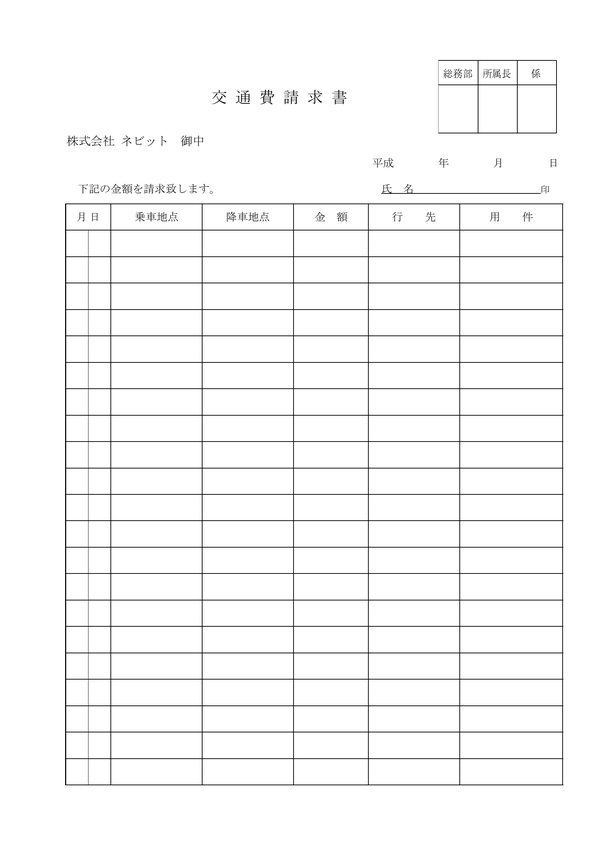 総務部 所属長 係
交通費請求書
株式会社 ネビット 御中
平成 年 月 日
下記の金額を請求致します。 氏 名 印
月 日 乗車地点 降車地点 金 額 行 先 用 件